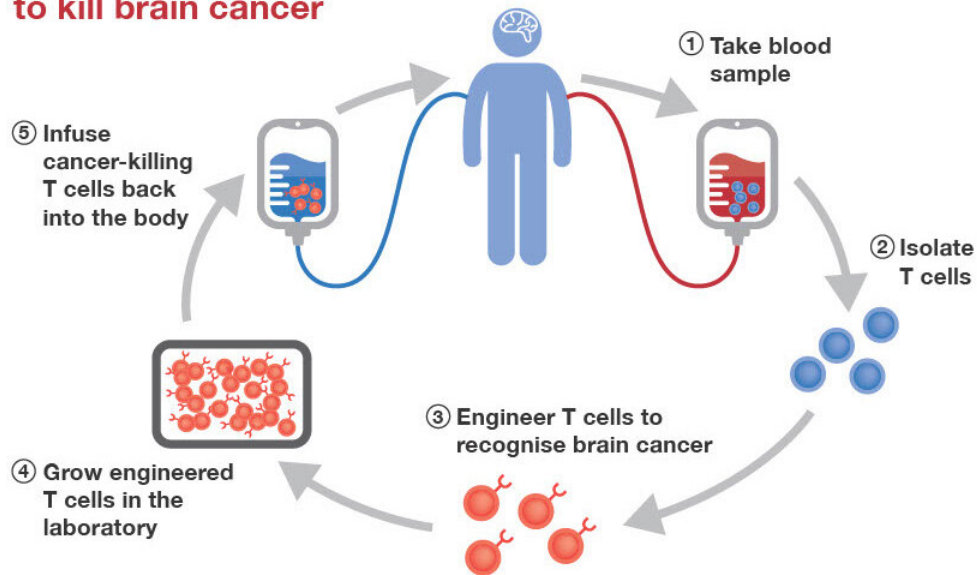 to kill brain cancer
① Take blood
sample
② Isolate
T cells
③ Engineer T cells to
recognise brain cancer
④ Grow engineered
T cells in the
laboratory
⑤ Infuse
cancer-killing
T cells back
into the body